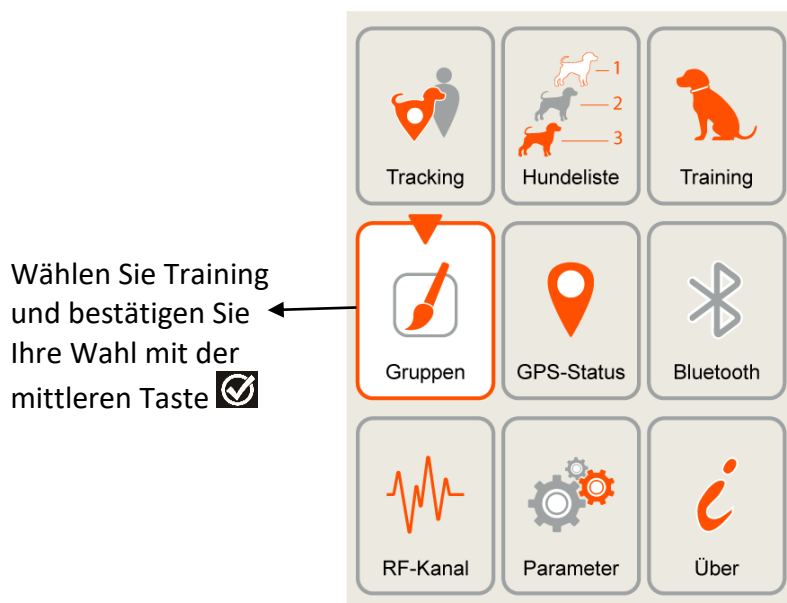 1
2
3
Tracking
Hundeliste
Training
Wählen Sie Training
und bestätigen Sie
Ihre Wahl mit der
mittleren Taste
Gruppen
GPS-Status
Bluetooth
RF-Kanal
Parameter
Über